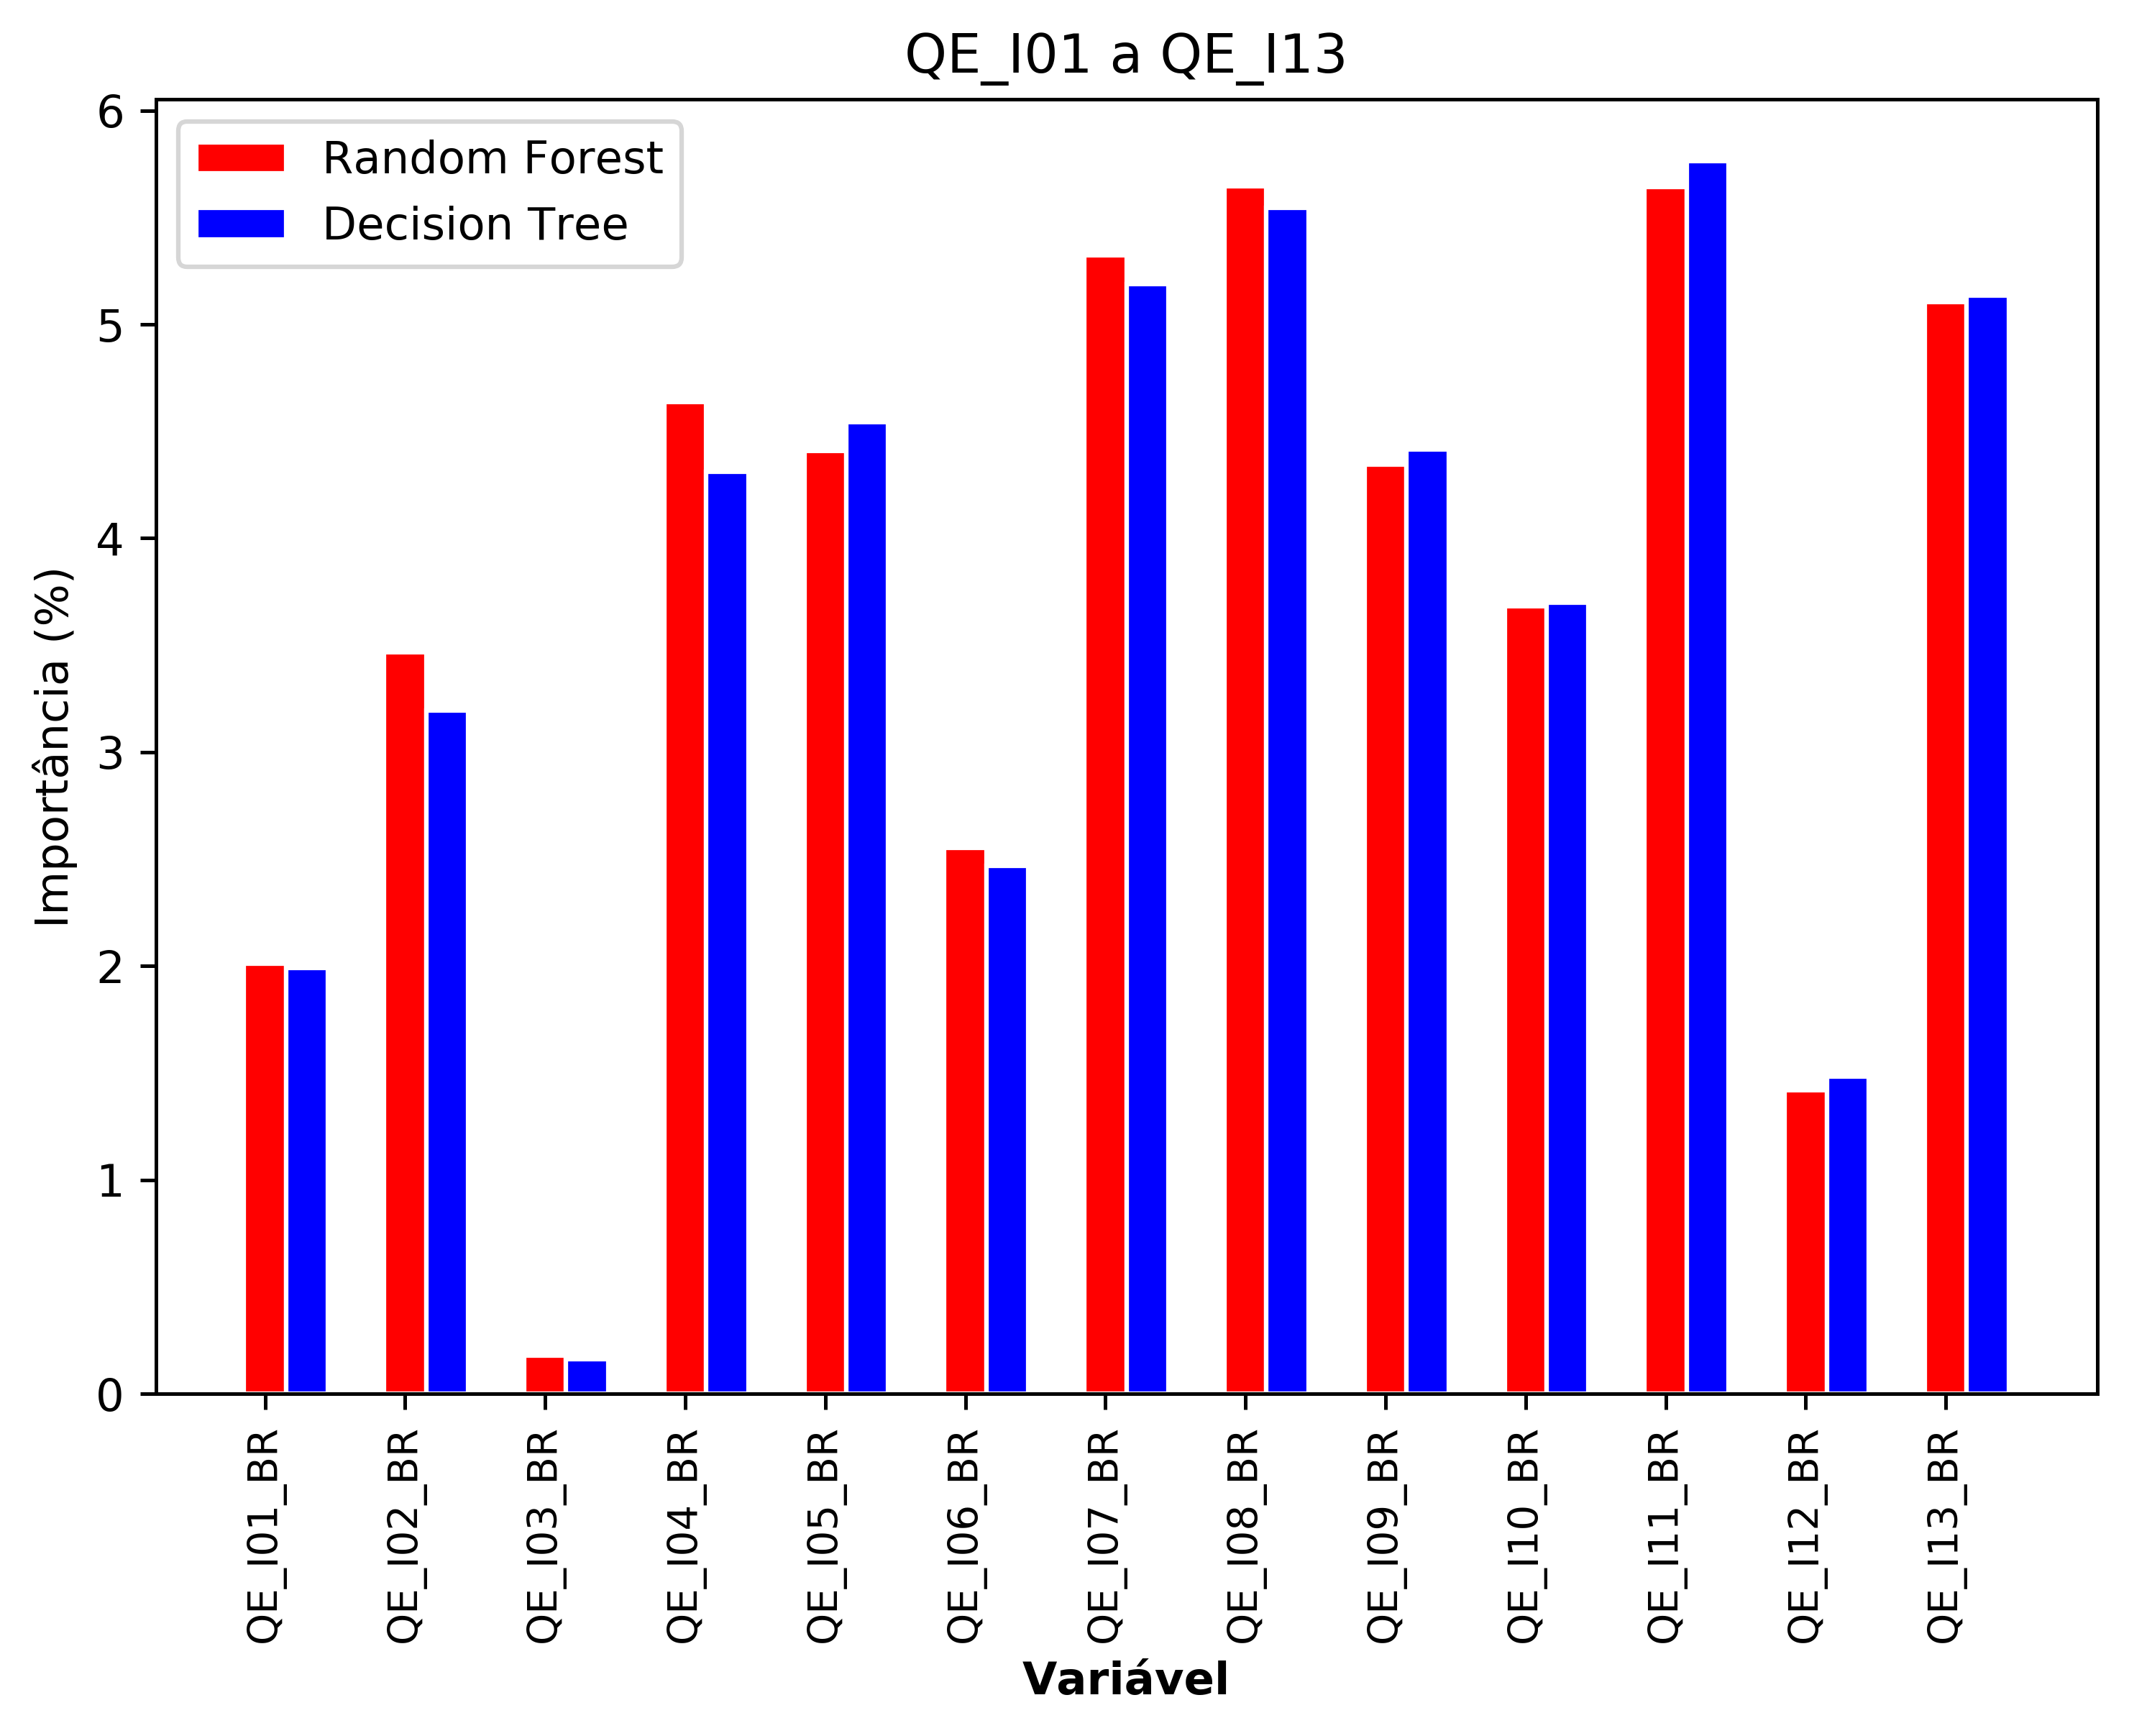 QE_I01 a QE_I13
Random Forest
Decision Tree
Importância (%)
6
5
4
3
2
1
0
QE_I01_BR
QE_I02_BR
QE_I03_BR
QE_I04_BR
QE_I05_BR
QE_I06_BR
QE_I07_BR
QE_I08_BR
QE_I09_BR
QE_I10_BR
QE_I11_BR
QE_I12_BR
QE_I13_BR
Variável